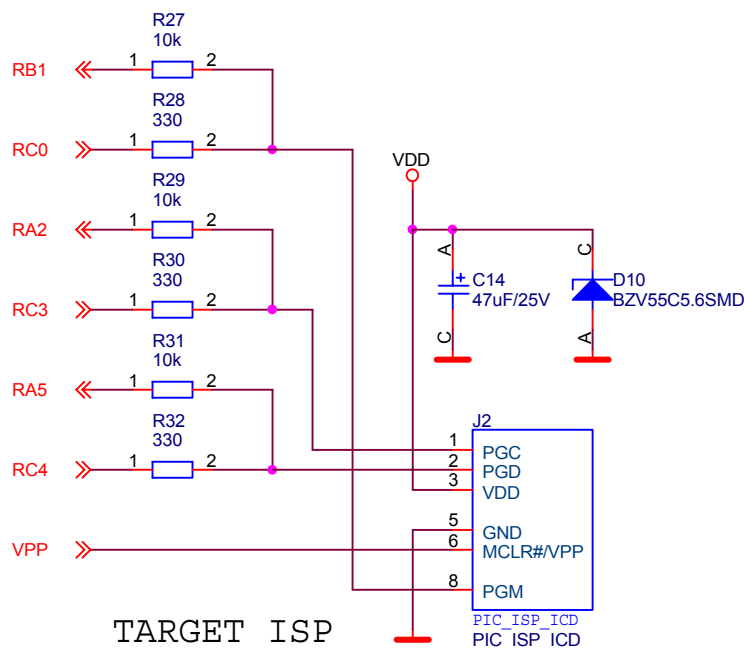 R27
10k
RB1 1 2
R28
330
RC0 1 2
R29
10k
VDD
RA2 1 2
R30
330
RC3 1 2
A
+ C14
47uF/25V
C
C
D10
BZV55C5.6SMD
A
R31
10k
RA5 1 2
R32
330
RC4 1 2
J2
1 PGC
2 PGD
3 VDD
5 GND
VPP
6 MCLR#/VPP
8 PGM
PIC_ISP_ICD
PIC_ISP_ICD
TARGET ISP